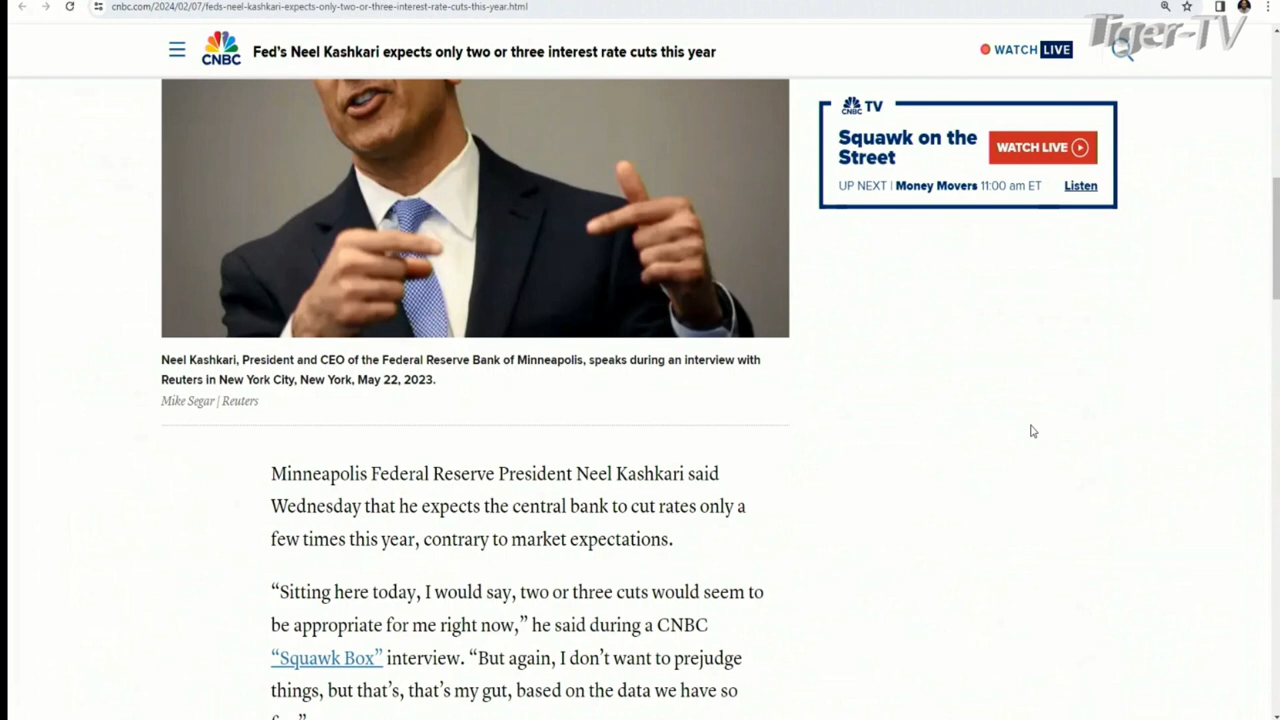 cnbc.com/2024/02/07/feds-neel-kashkari-expects-only-two-or-three-interest-rate-cuts-this-year.html
Tiger-TV
CNBC
Fed's Neel Kashkari expects only two or three interest rate cuts this year
WATCH LIVE
CNBC TV
Squawk on the
Street
WATCH LIVE
UP NEXT | Money Movers 11:00 am ET Listen
Neel Kashkari, President and CEO of the Federal Reserve Bank of Minneapolis, speaks during an interview with
Reuters in New York City, New York, May 22, 2023.
Mike Segar | Reuters
Minneapolis Federal Reserve President Neel Kashkari said
Wednesday that he expects the central bank to cut rates only a
few times this year, contrary to market expectations.
“Sitting here today, I would say, two or three cuts would seem to
be appropriate for me right now,” he said during a CNBC
“Squawk Box” interview. “But again, I don’t want to prejudge
things, but that’s, that’s my gut, based on the data we have so